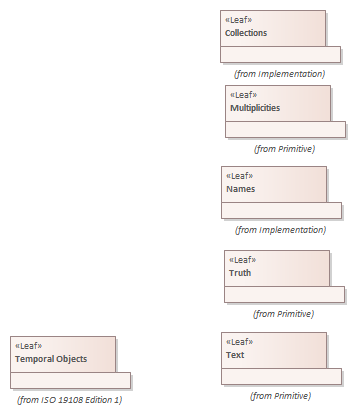 «Leaf»
Collections
(from Implementation)
«Leaf»
Multiplicities
(from Primitive)
«Leaf»
Names
(from Implementation)
«Leaf»
Truth
(from Primitive)
«Leaf»
Temporal Objects
(from ISO 19108 Edition 1)
«Leaf»
Text
(from Primitive)